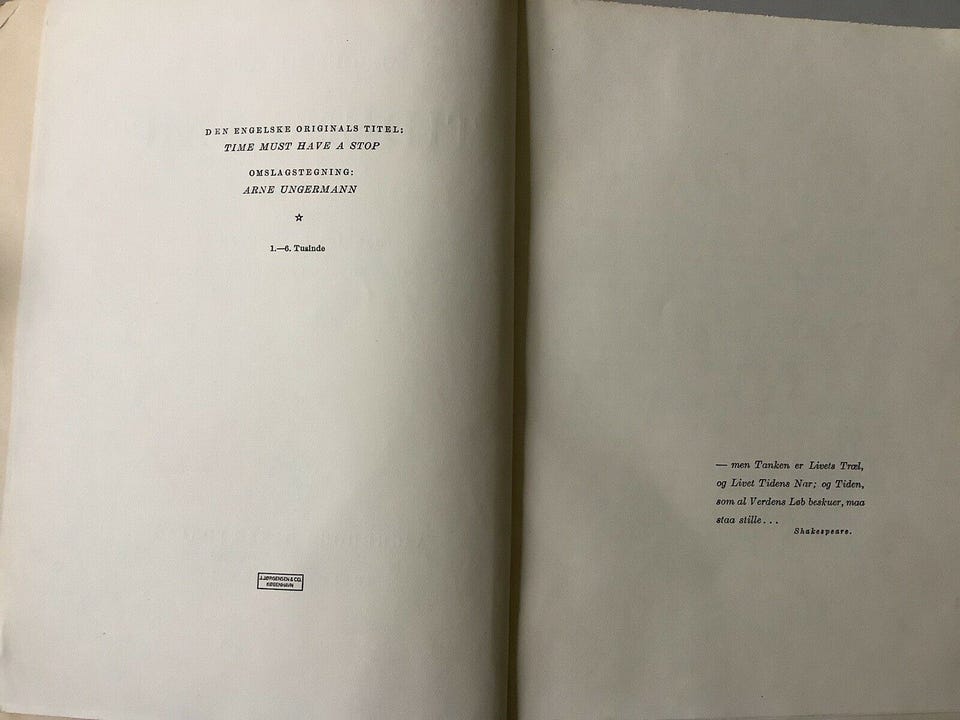 DEN ENGELSKE ORIGINALS TITEL:
TIME MUST HAVE A STOP
OMSLAGSTEGNING:
ARNE UNGERMANN
1.—6. Tusinde
J. JØRGENSEN & CO.
KØBENHAVN
— men Tanken er Livets Træl,
og Livet Tidens Nar; og Tiden,
som al Verdens Løb beskuer, maa
staa stille...
Shakespeare.